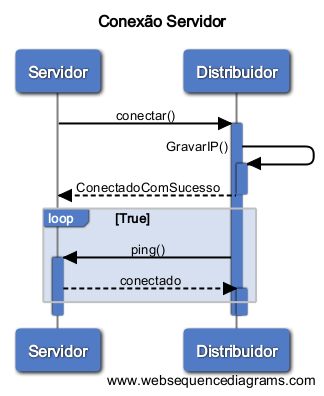 Conexão Servidor
Servidor Distribuidor
conectar()
GravarIP()
ConectadoComSucesso
loop [True]
ping()
conectado
Servidor Distribuidor
www.websequencediagrams.com